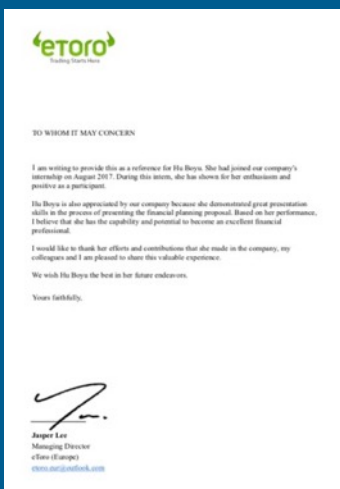 eToro
Trading Starts Here
TO WHOM IT MAY CONCERN
I am writing to provide this as a reference for Hu Boyu. She had joined our company's
internship on August 2017. During this intern, she has shown for her enthusiasm and
positive as a participant.
Hu Boyu is also appreciated by our company because she demonstrated great presentation
skills in the process of presenting the financial planning proposal. Based on her performance,
I believe that she has the capability and potential to become an excellent financial
professional.
I would like to thank her efforts and contributions that she made in the company, my
colleagues and I am pleased to share this valuable experience.
We wish Hu Boyu the best in her future endeavors.
Yours faithfully,
Jasper Lee
Managing Director
eToro (Europe)